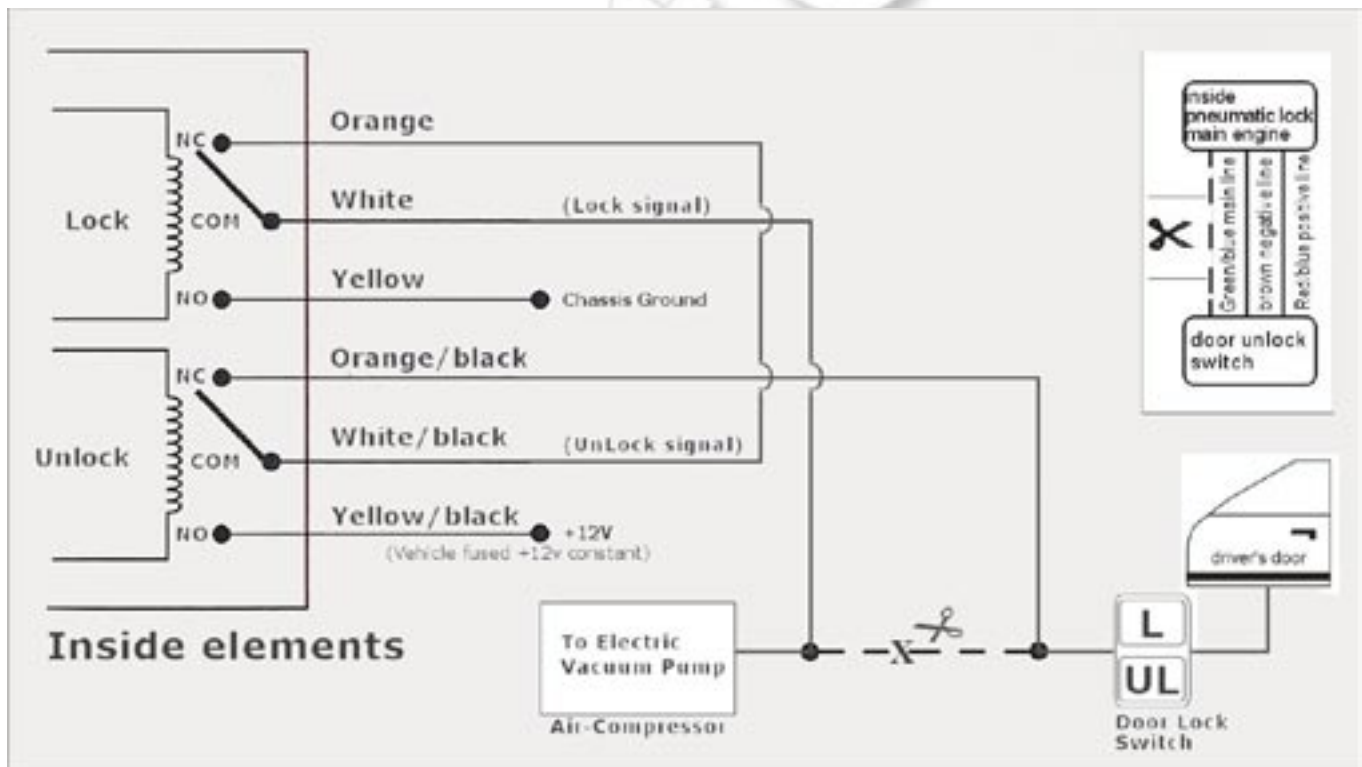 Orange
NC
White
(Lock signal)
Lock
COM
Yellow
NO
Chassis Ground
Orange/black
NC
White/black
(UnLock signal)
Unlock
COM
Yellow/black
NO
+12V
(Vehicle fused +12v constant)
Inside elements
To Electric
Vacuum Pump
Air-Compressor
X
inside
pneumatic lock
main engine
Green/blue main line
brown negative line
Red/blue positive line
door unlock
switch
driver's door
L
UL
Door Lock
Switch